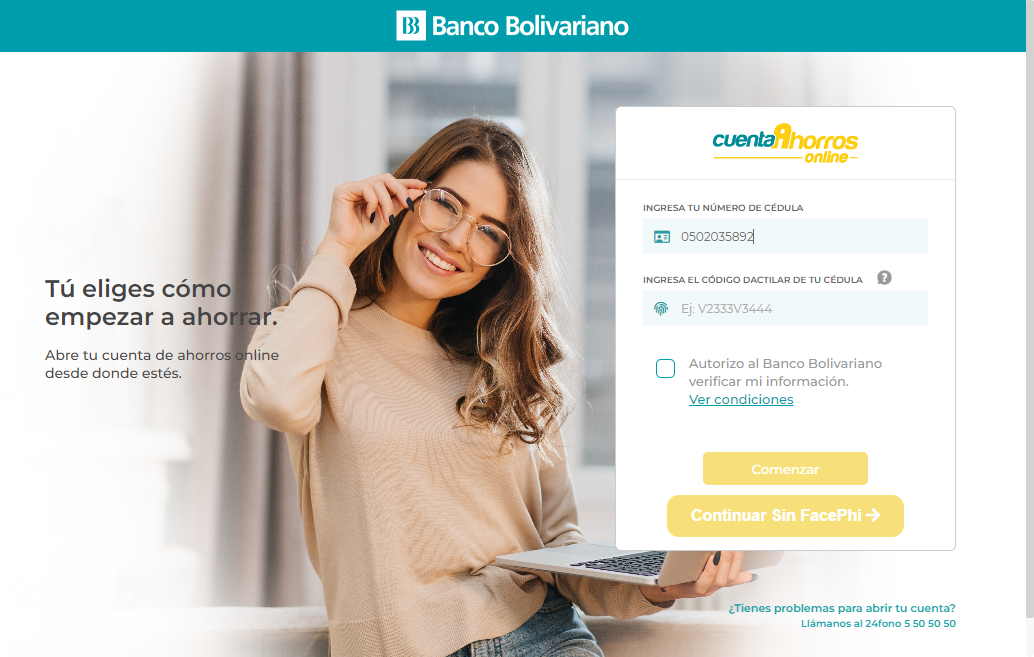 BB Banco Bolivariano
cuentaAhorros
online
INGRESA TU NÚMERO DE CÉDULA
0502035892
INGRESA EL CÓDIGO DACTILAR DE TU CÉDULA ?
Ej: V2333V3444
Autorizo al Banco Bolivariano
verificar mi información.
Ver condiciones
Comenzar
Continuar Sin FacePhi →
Tú eliges cómo
empezar a ahorrar.
Abre tu cuenta de ahorros online
desde donde estés.
¿Tienes problemas para abrir tu cuenta?
Llámanos al 24fono 5 50 50 50